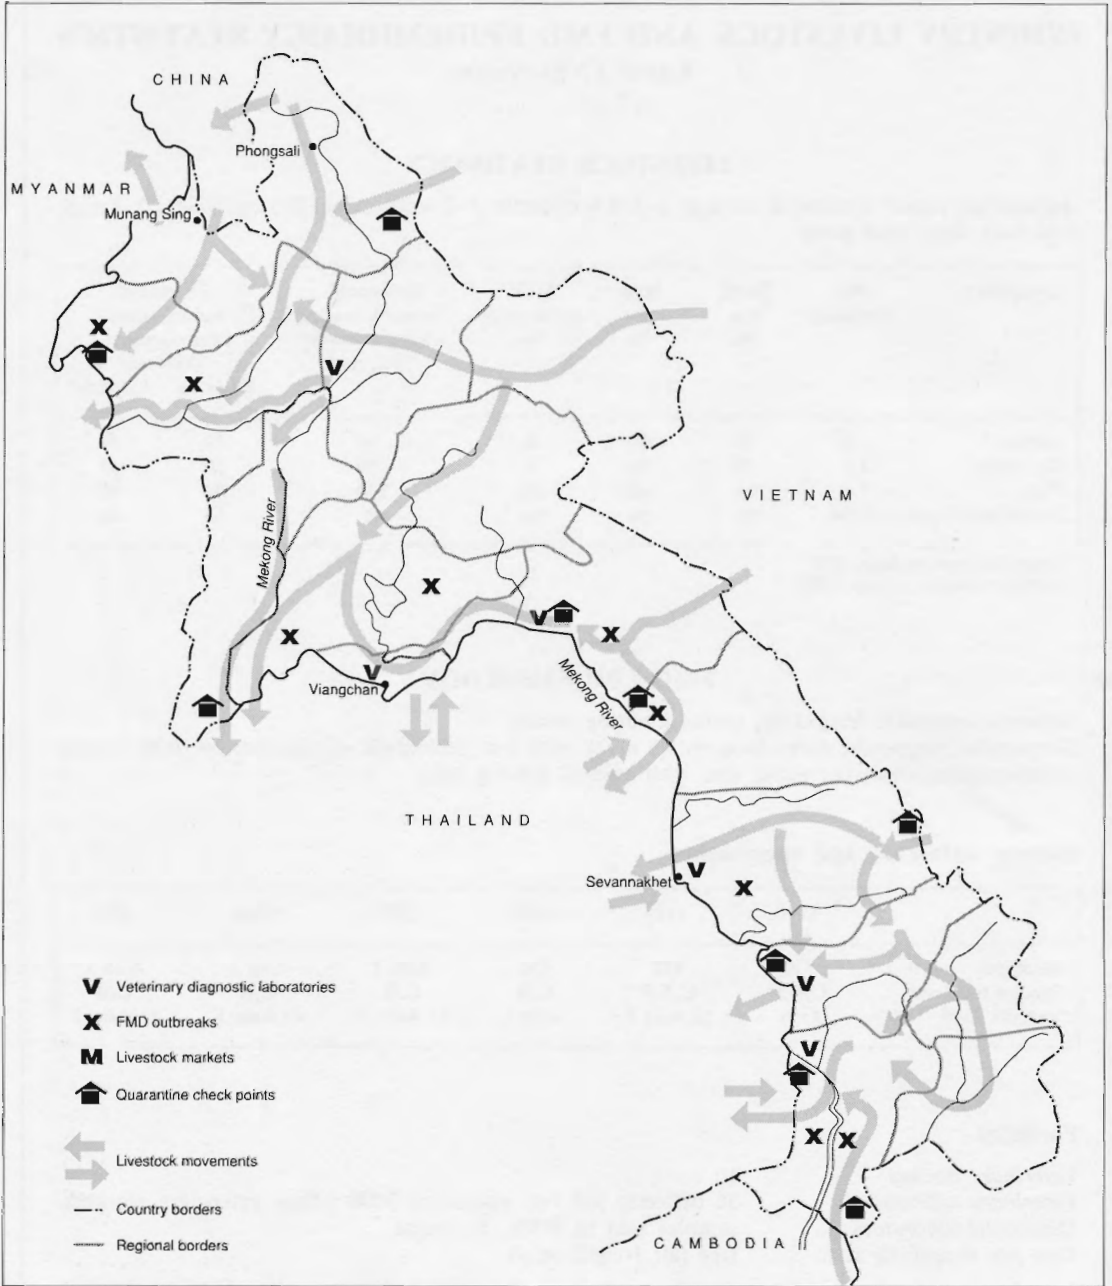 CHINA
Phongsali
MYANMAR
Munang Sing
X
V
X
VIETNAM
Mekong River
X
V
X
X
V
Viangchan
Mekong River
X
THAILAND
Sevannakhet
V
X
V
V
X
X
CAMBODIA
V Veterinary diagnostic laboratories
X FMD outbreaks
M Livestock markets
Quarantine check points
Livestock movements
Country borders
Regional borders